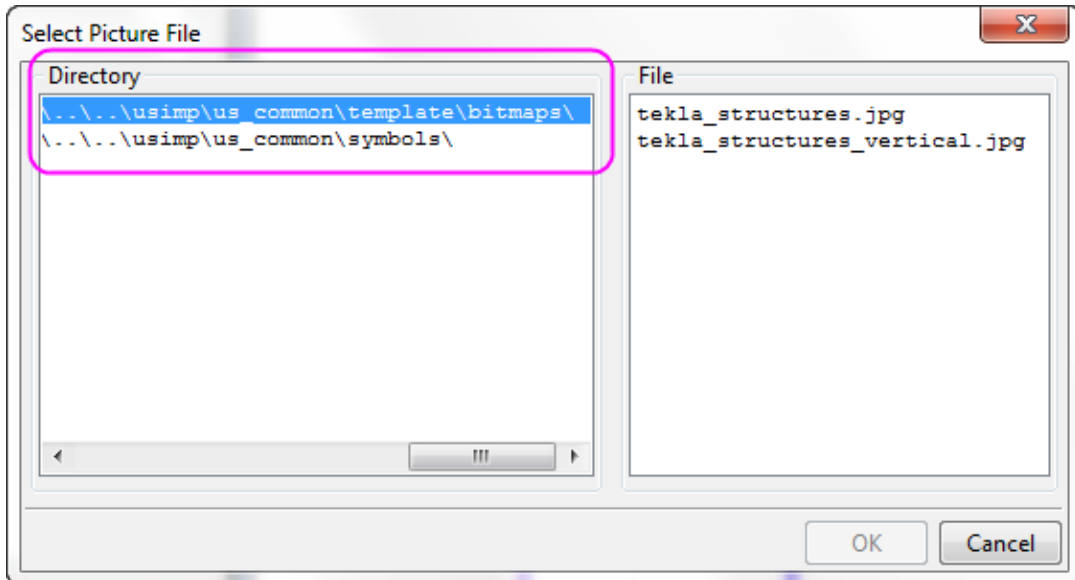 Select Picture File
Directory
\..\..\usimp\us_common\template\bitmaps\
\..\..\usimp\us_common\symbols\
File
tekla_structures.jpg
tekla_structures_vertical.jpg
OK
Cancel